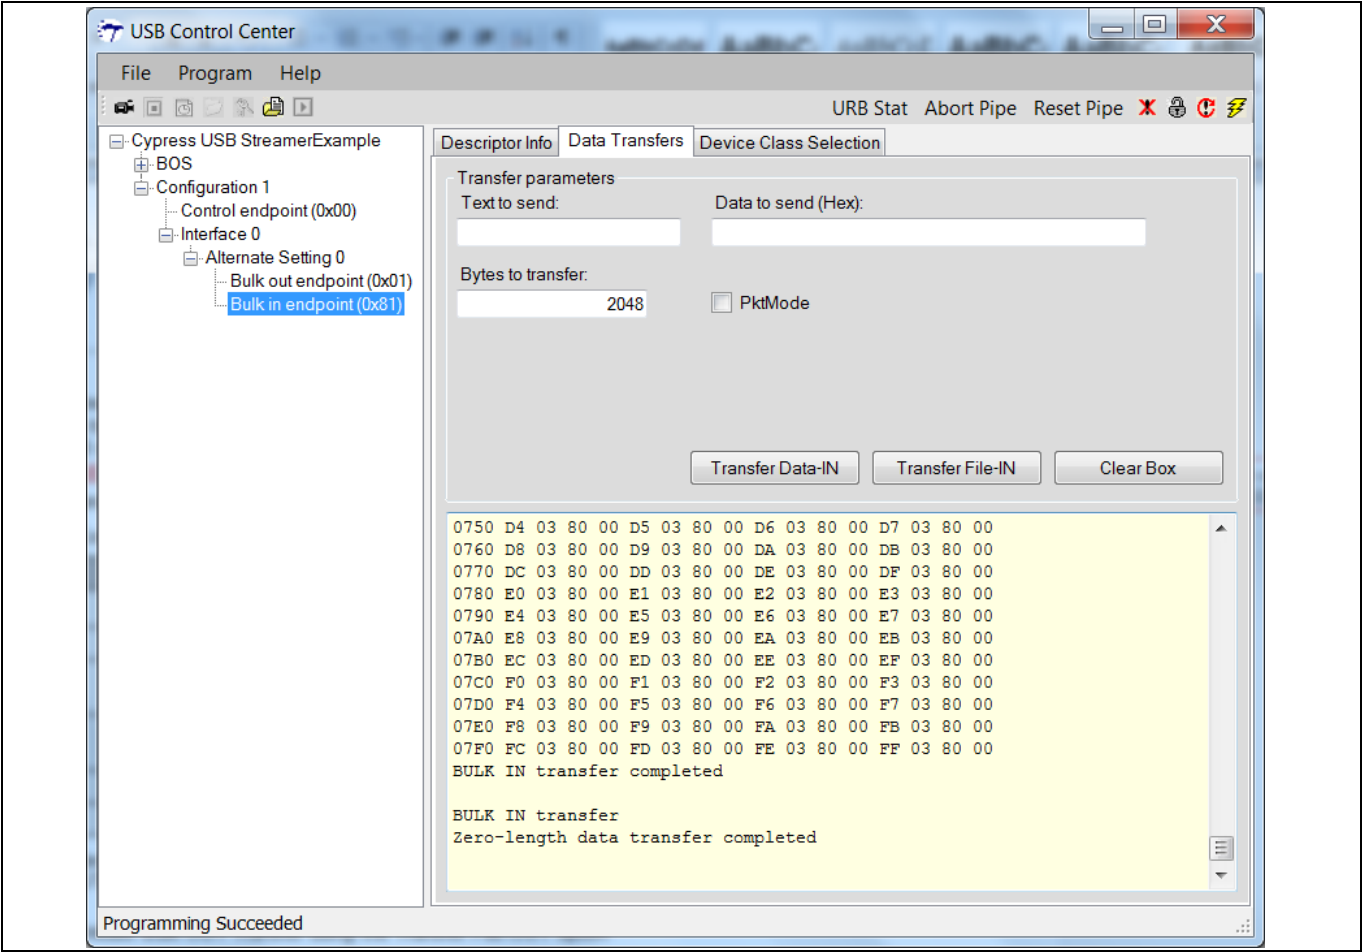 USB Control Center
File Program Help
URB Stat Abort Pipe Reset Pipe
Cypress USB StreamerExample
BOS
Configuration 1
Control endpoint (0x00)
Interface 0
Alternate Setting 0
Bulk out endpoint (0x01)
Bulk in endpoint (0x81)
Descriptor Info Data Transfers Device Class Selection
Transfer parameters
Text to send: Data to send (Hex):
Bytes to transfer:
2048 PktMode
Transfer Data-IN Transfer File-IN Clear Box
0750 D4 03 80 00 D5 03 80 00 D6 03 80 00 D7 03 80 00
0760 D8 03 80 00 D9 03 80 00 DA 03 80 00 DB 03 80 00
0770 DC 03 80 00 DD 03 80 00 DE 03 80 00 DF 03 80 00
0780 E0 03 80 00 E1 03 80 00 E2 03 80 00 E3 03 80 00
0790 E4 03 80 00 E5 03 80 00 E6 03 80 00 E7 03 80 00
07A0 E8 03 80 00 E9 03 80 00 EA 03 80 00 EB 03 80 00
07B0 EC 03 80 00 ED 03 80 00 EE 03 80 00 EF 03 80 00
07C0 F0 03 80 00 F1 03 80 00 F2 03 80 00 F3 03 80 00
07D0 F4 03 80 00 F5 03 80 00 F6 03 80 00 F7 03 80 00
07E0 F8 03 80 00 F9 03 80 00 FA 03 80 00 FB 03 80 00
07F0 FC 03 80 00 FD 03 80 00 FE 03 80 00 FF 03 80 00
BULK IN transfer completed
BULK IN transfer
Zero-length data transfer completed
Programming Succeeded